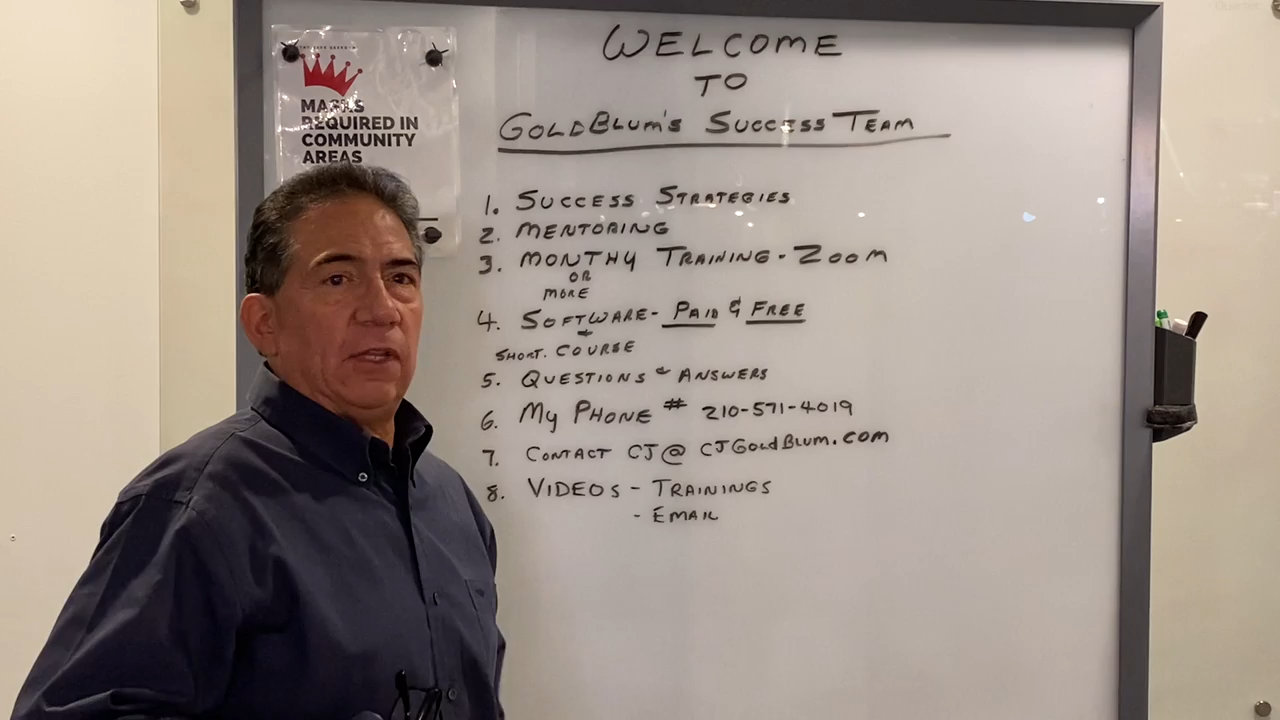 MASKS
REQUIRED IN
COMMUNITY
AREAS
WELCOME
TO
GOLDBLUM'S SUCCESS TEAM
1. SUCCESS STRATEGIES
2. MENTORING
3. MONTHY TRAINING - ZOOM
OR
MORE
4. SOFTWARE - PAID & FREE
+
SHORT. COURSE
5. QUESTIONS & ANSWERS
6. My PHONE # 210-571-4019
7. CONTACT CJ@CJGOLDBLUM.COM
8. VIDEOS - TRAININGS
- EMAIL